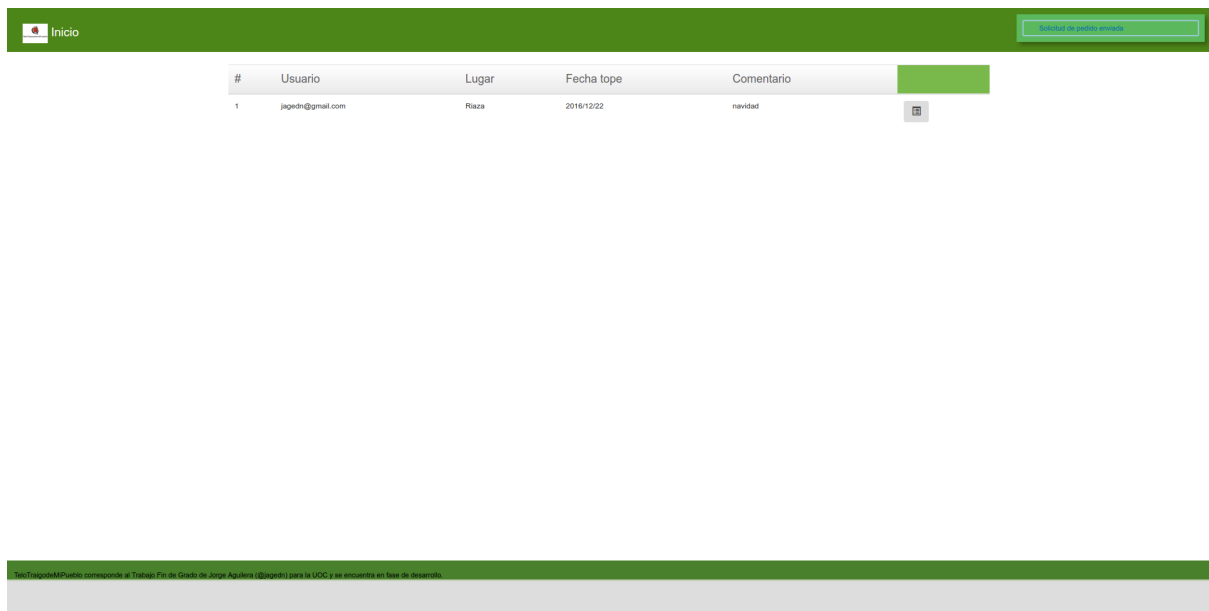 Inicio
Solicitud de pedido enviada
# Usuario Lugar Fecha tope Comentario
1 jagedn@gmail.com Riaza 2016/12/22 navidad
TeloTraigodeMiPueblo corresponde al Trabajo Fin de Grado de Jorge Aguilera (@jagedn) para la UOC y se encuentra en fase de desarrollo.